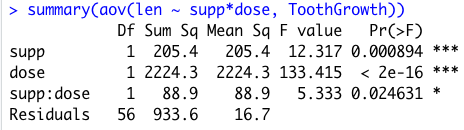 > summary(aov(len ~ supp*dose, ToothGrowth))
            Df Sum Sq Mean Sq F value   Pr(>F)    
supp         1  205.4   205.4  12.317 0.000894 ***
dose         1 2224.3  2224.3 133.415  < 2e-16 ***
supp:dose    1   88.9    88.9   5.333 0.024631 *  
Residuals   56  933.6    16.7